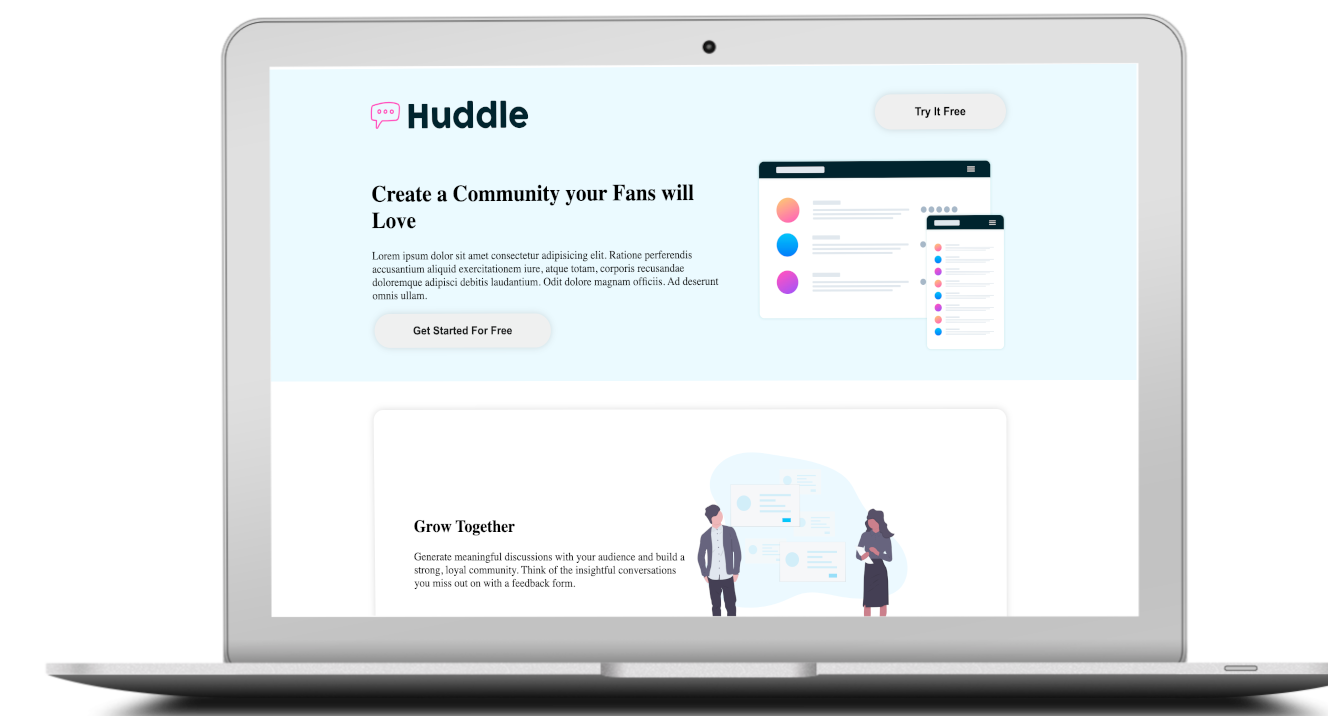 Huddle
Try It Free
Create a Community your Fans will
Love
Lorem ipsum dolor sit amet consectetur adipisicing elit. Ratione perferendis
accusantium aliquid exercitationem iure, atque totam, corporis recusandae
doloremque adipisci debitis laudantium. Odit dolore magnam officiis. Ad deserunt
omnis ullam.
Get Started For Free
Grow Together
Generate meaningful discussions with your audience and build a
strong, loyal community. Think of the insightful conversations
you miss out on with a feedback form.